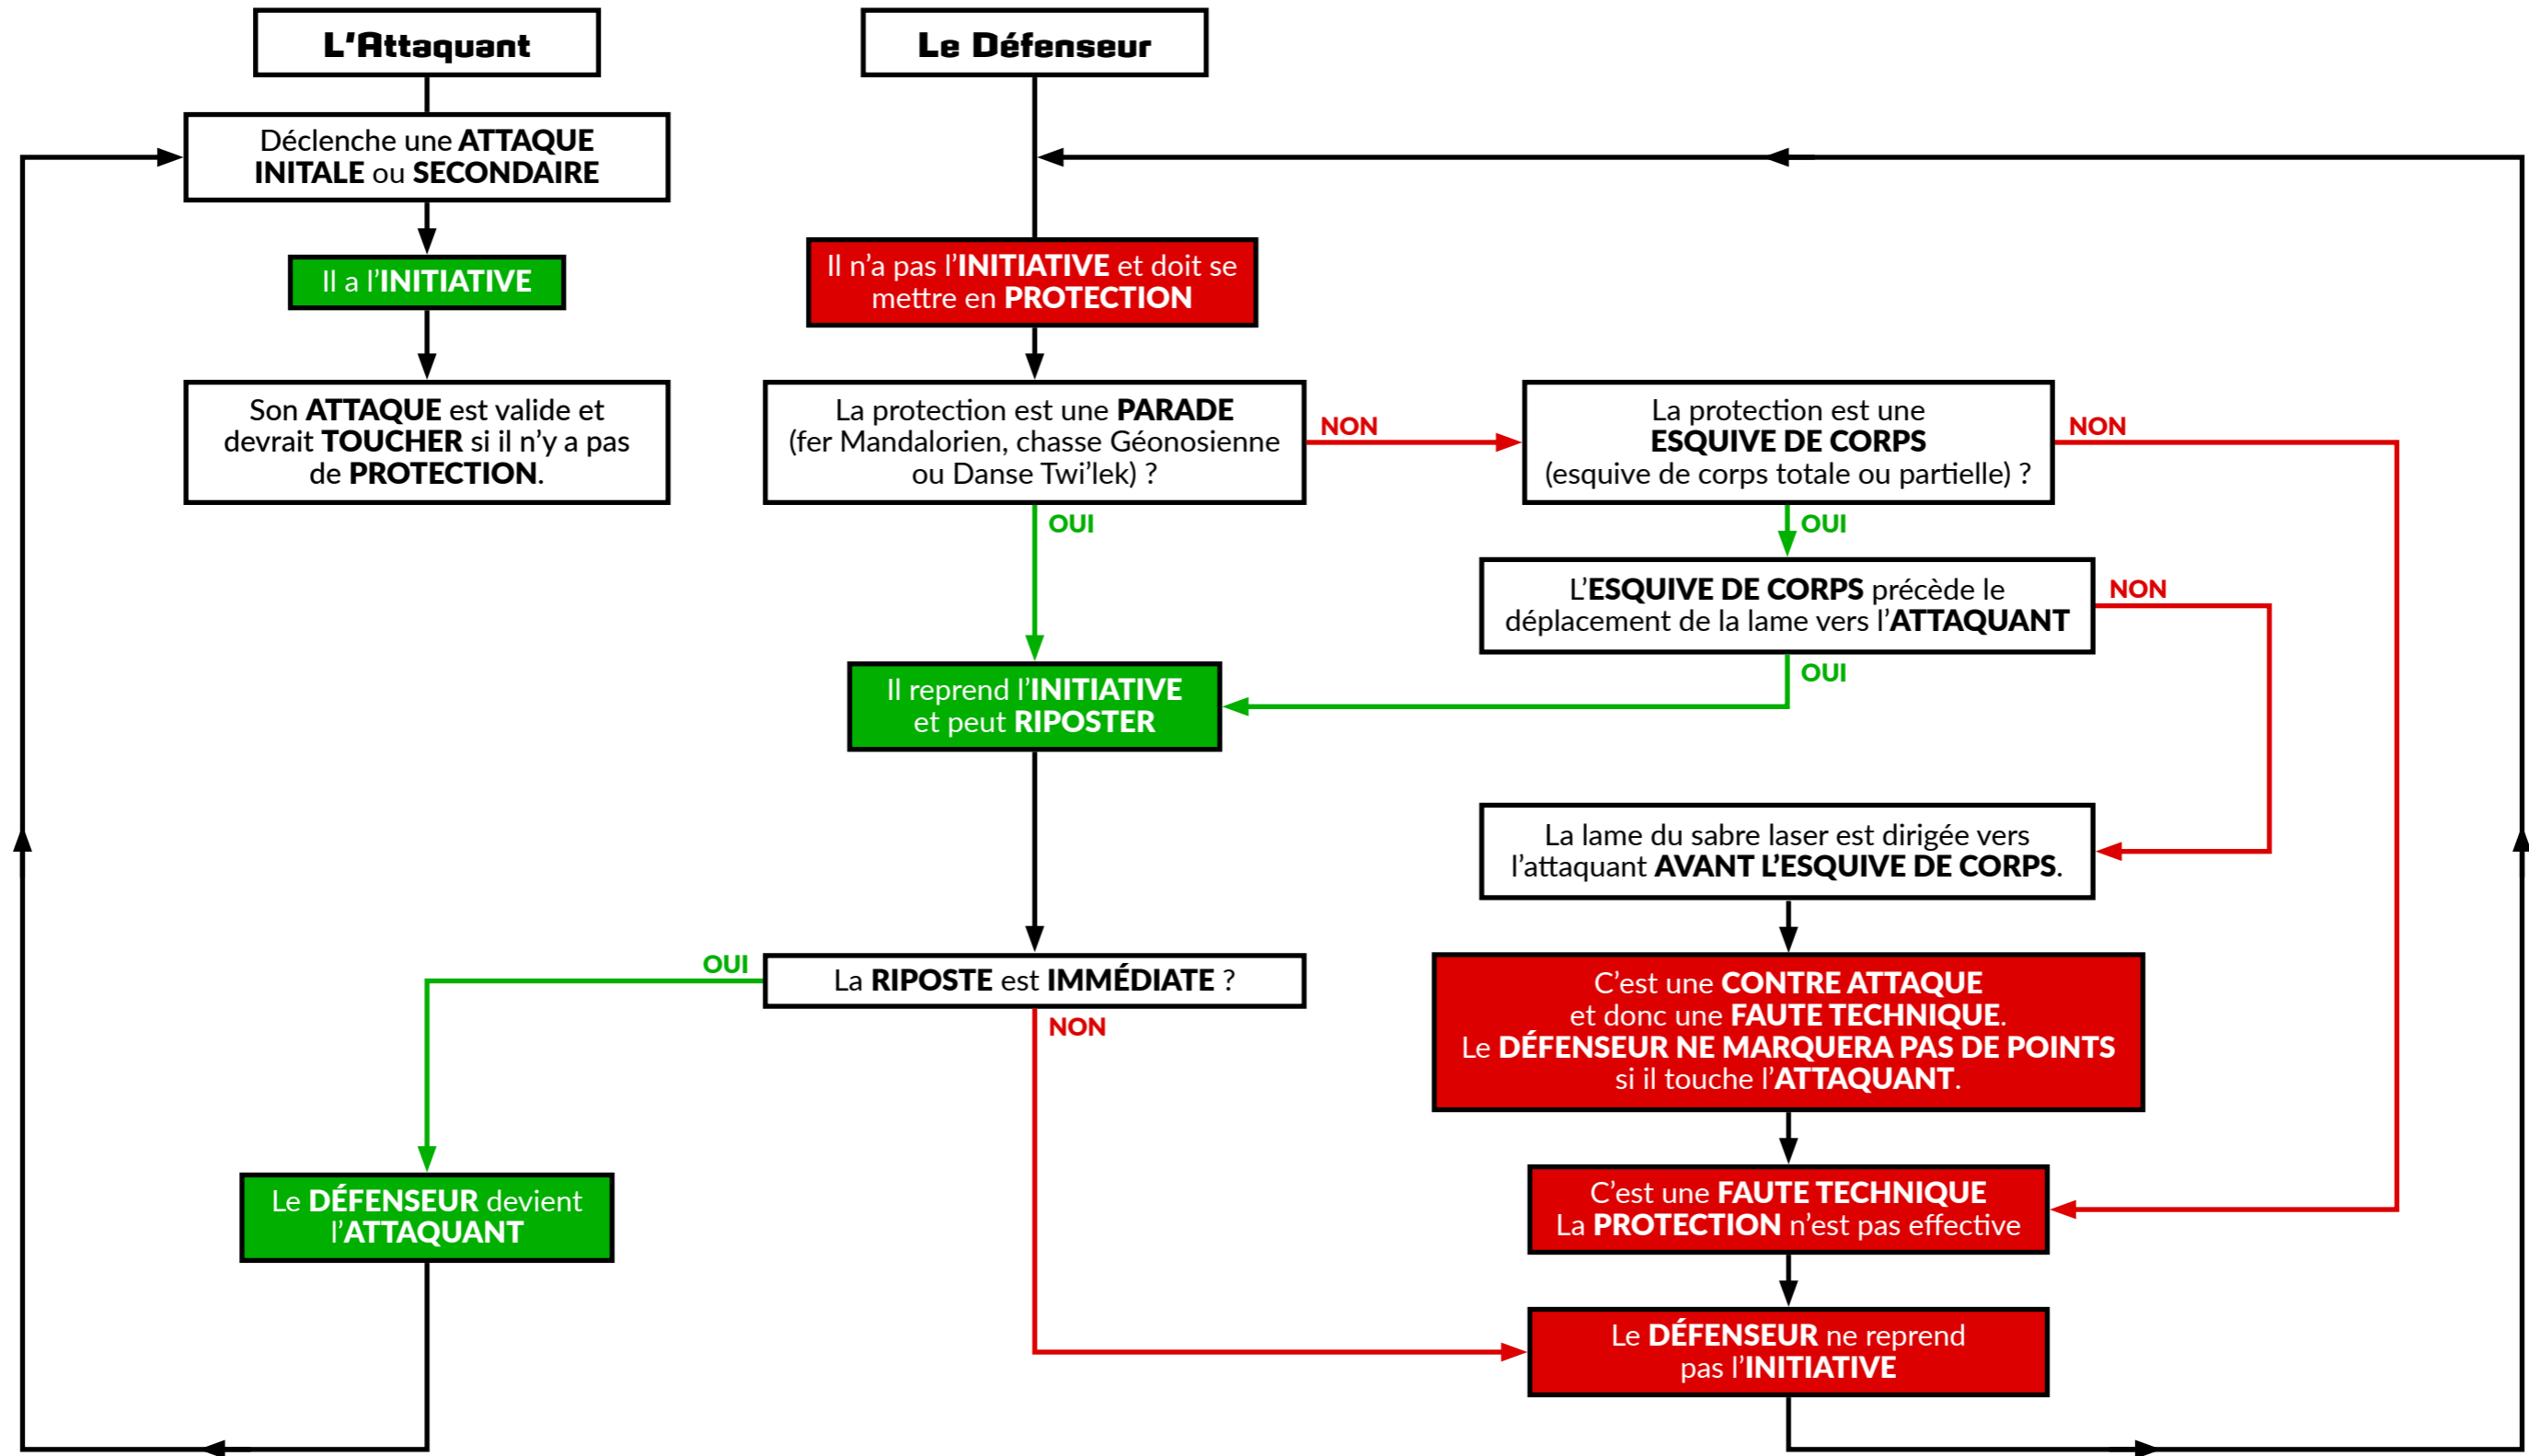 L'Attaquant
Déclenche une ATTAQUE
INITALE ou SECONDAIRE
Il a l'INITIATIVE
Son ATTAQUE est valide et
devrait TOUCHER si il n'y a pas
de PROTECTION.
Le Défenseur
Il n'a pas l'INITIATIVE et doit se
mettre en PROTECTION
La protection est une PARADE
(fer Mandalorien, chasse Géonosienne
ou Danse Twi'lek) ?
NON
OUI
La protection est une
ESQUIVE DE CORPS
(esquive de corps totale ou partielle) ?
NON
OUI
L'ESQUIVE DE CORPS précède le
déplacement de la lame vers l'ATTAQUANT
NON
OUI
Il reprend l'INITIATIVE
et peut RIPOSTER
La lame du sabre laser est dirigée vers
l'attaquant AVANT L'ESQUIVE DE CORPS.
OUI
La RIPOSTE est IMMÉDIATE ?
NON
C'est une CONTRE ATTAQUE
et donc une FAUTE TECHNIQUE.
Le DÉFENSEUR NE MARQUERA PAS DE POINTS
si il touche l'ATTAQUANT.
Le DÉFENSEUR devient
l'ATTAQUANT
C'est une FAUTE TECHNIQUE
La PROTECTION n'est pas effective
Le DÉFENSEUR ne reprend
pas l'INITIATIVE